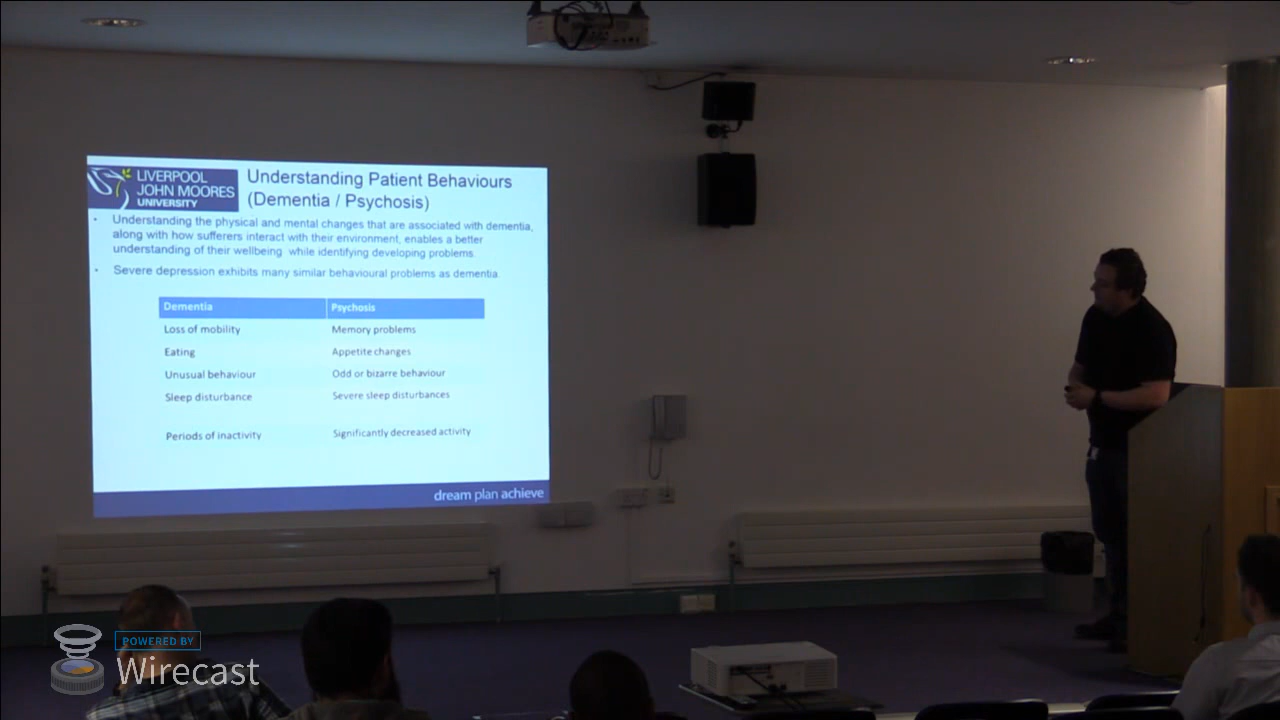 LIVERPOOL
JOHN MOORES
UNIVERSITY
Understanding Patient Behaviours
(Dementia / Psychosis)
• Understanding the physical and mental changes that are associated with dementia,
along with how sufferers interact with their environment, enables a better
understanding of their wellbeing while identifying developing problems.
• Severe depression exhibits many similar behavioural problems as dementia.
Dementia Psychosis
Loss of mobility Memory problems
Eating Appetite changes
Unusual behaviour Odd or bizarre behaviour
Sleep disturbance Severe sleep disturbances
Periods of inactivity Significantly decreased activity
dream plan achieve
POWERED BY
Wirecast